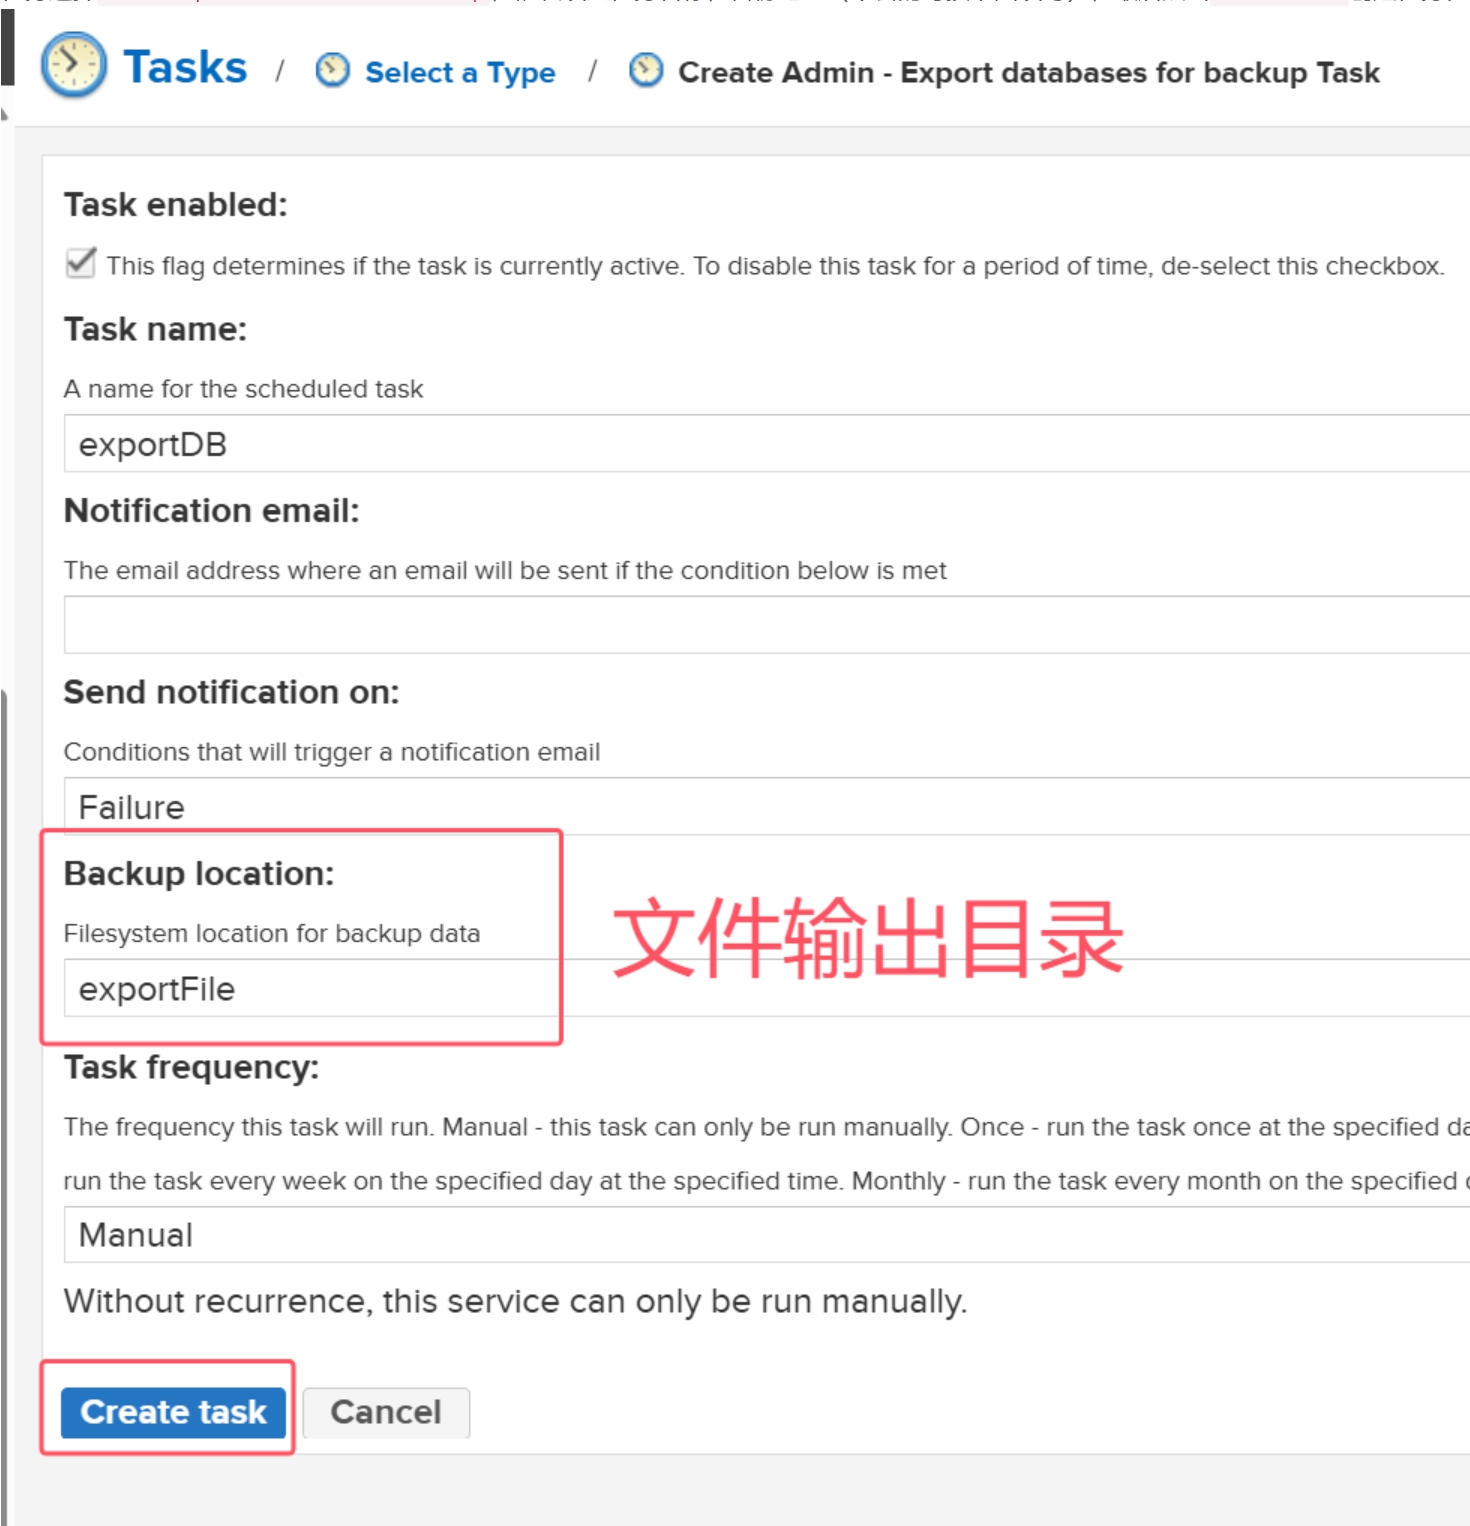 Tasks / Select a Type / Create Admin - Export databases for backup Task
Task enabled:
This flag determines if the task is currently active. To disable this task for a period of time, de-select this checkbox.
Task name:
A name for the scheduled task
exportDB
Notification email:
The email address where an email will be sent if the condition below is met
Send notification on:
Conditions that will trigger a notification email
Failure
Backup location:
Filesystem location for backup data
文件输出目录
exportFile
Task frequency:
The frequency this task will run. Manual - this task can only be run manually. Once - run the task once at the specified
run the task every week on the specified day at the specified time. Monthly - run the task every month on the specified
Manual
Without recurrence, this service can only be run manually.
Create task Cancel